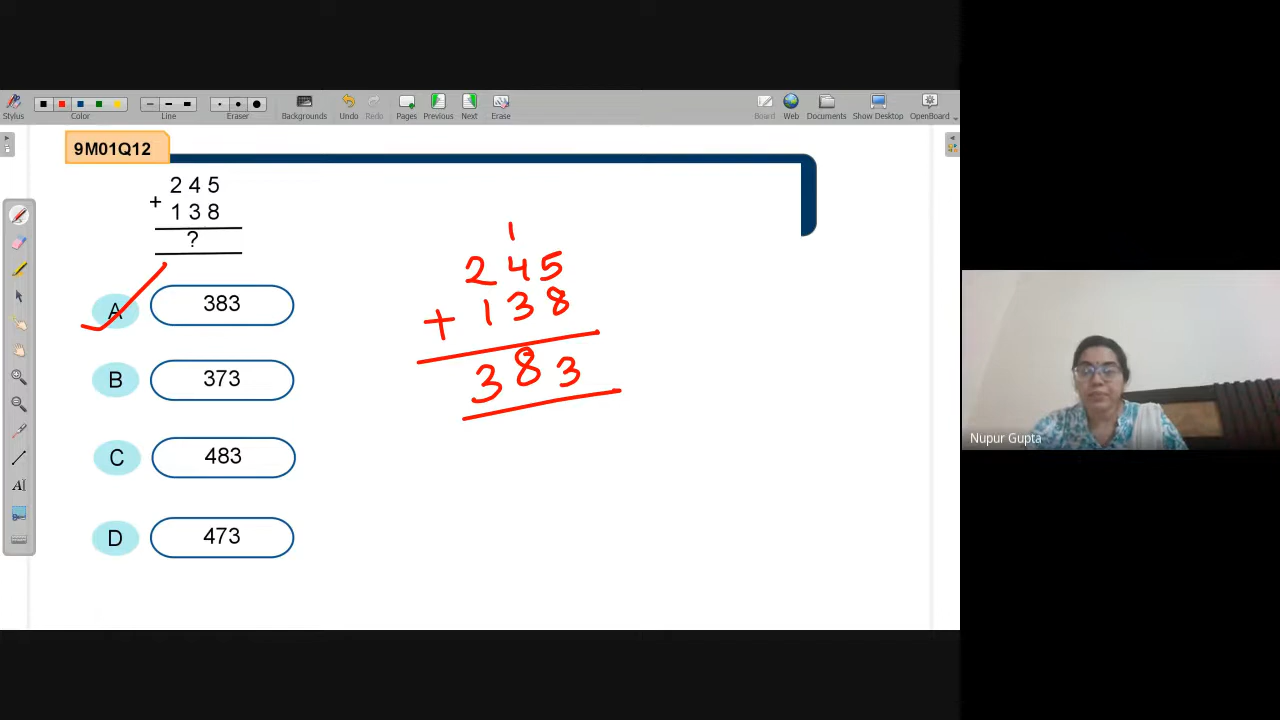 Stylus Color Line Eraser Backgrounds Undo Redo Pages Previous Next Erase Board Web Documents Show Desktop OpenBoard
9M01Q12
2 4 5
+ 1 3 8
?
A 383
B 373
C 483
D 473
1
2 4 5
+ 1 3 8
3 8 3
Nupur Gupta